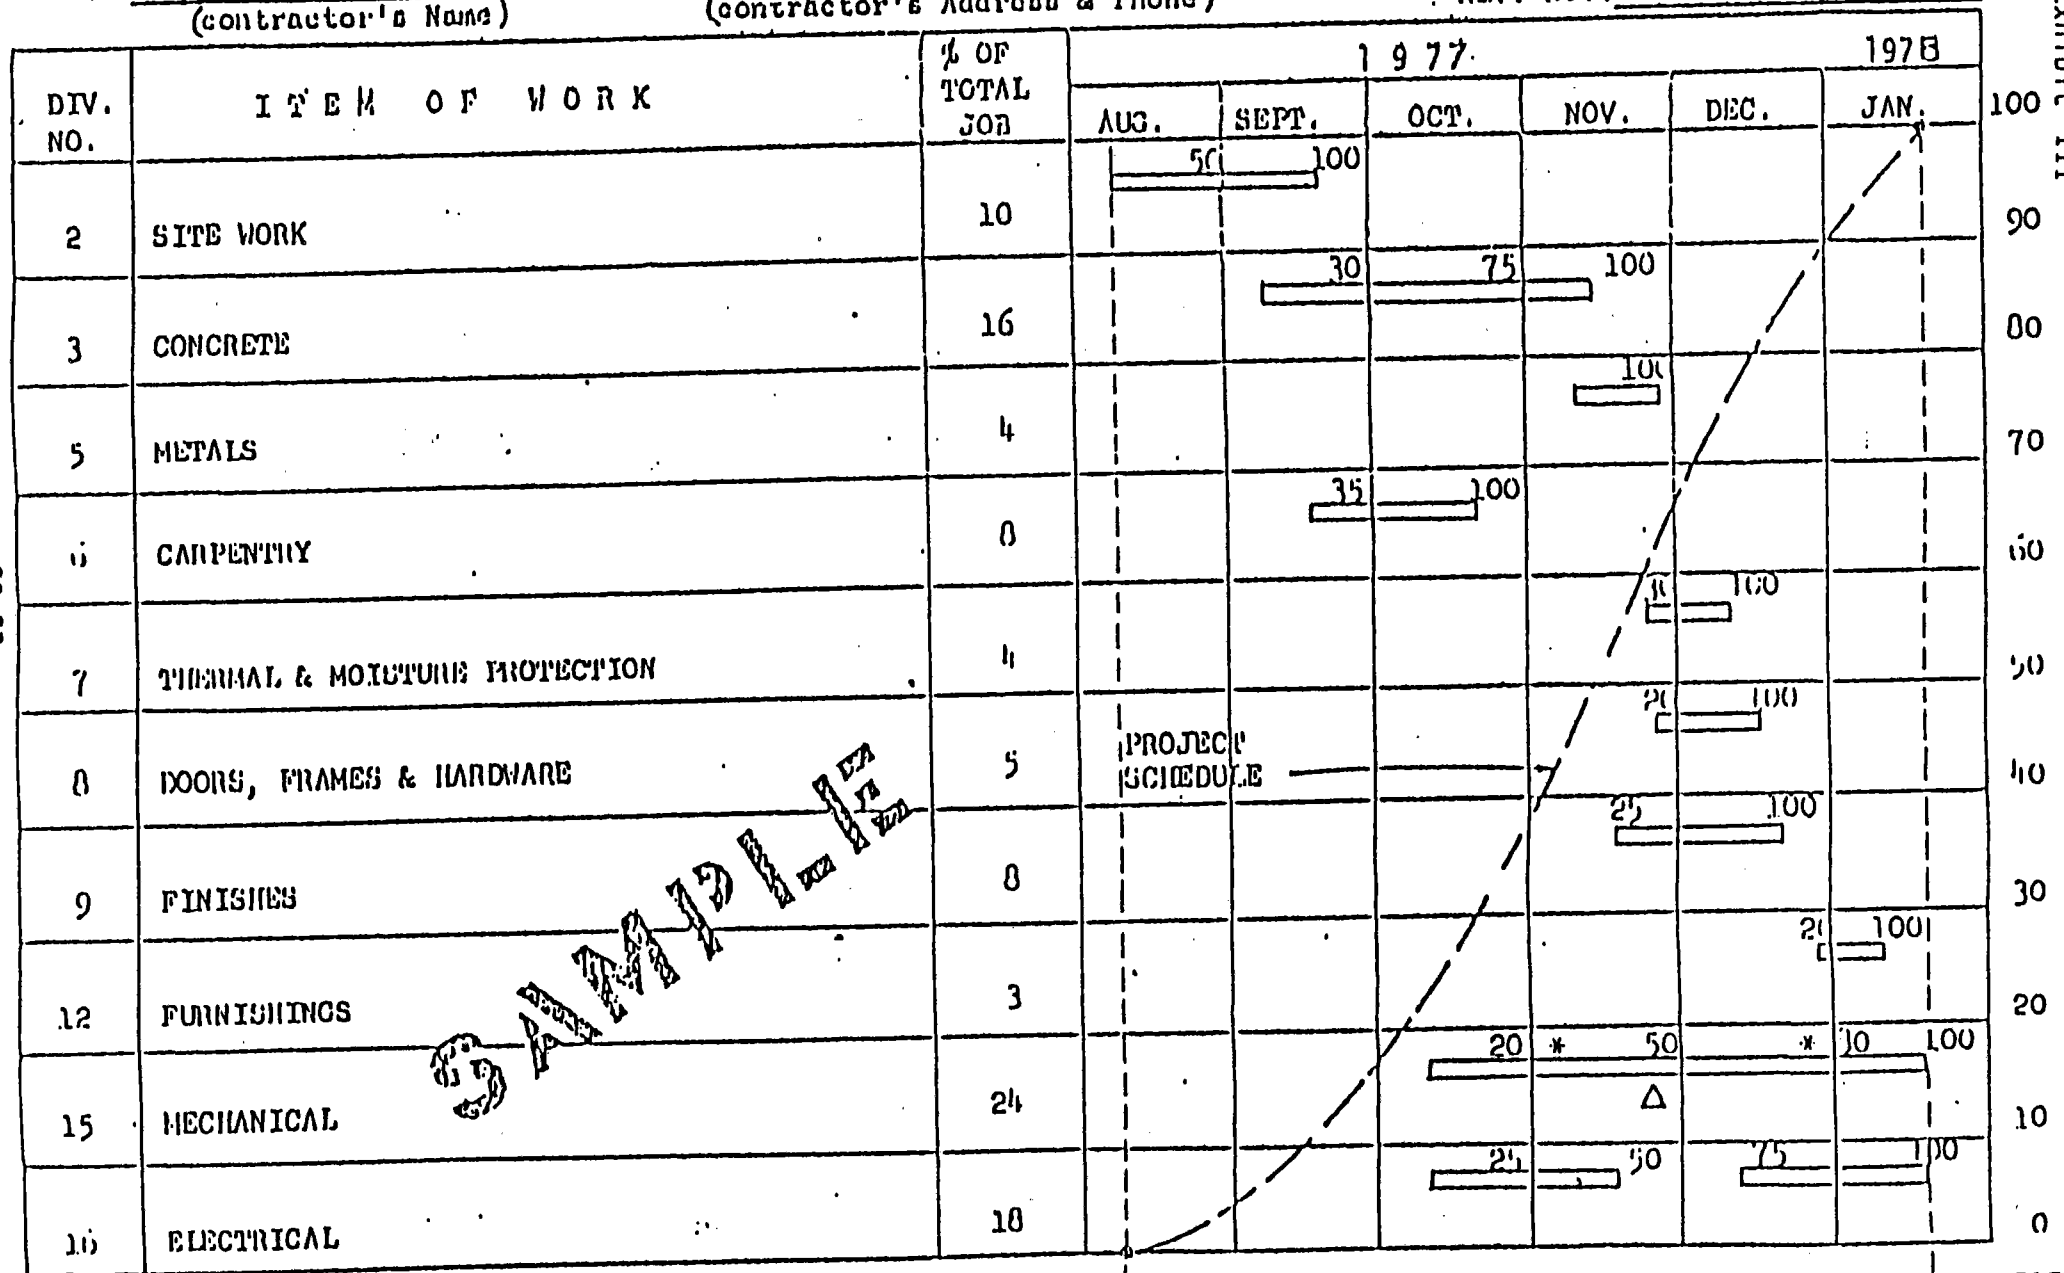 (contractor's Name) (contractor's Address & Phone)
DIV. NO. ITEM OF WORK % OF TOTAL JOB 1977 1978
AUG. SEPT. OCT. NOV. DEC. JAN. 100
50 100
2 SITE WORK 10 90
30 75 100
3 CONCRETE 16 80
100
5 METALS 4 70
35 100
6 CARPENTRY 8 60
100
7 THERMAL & MOISTURE PROTECTION 4 50
20 100
8 DOORS, FRAMES & HARDWARE 5 PROJECT SCHEDULE 40
25 100
9 FINISHES 8 30
20 100
12 FURNISHINGS 3 20
20 * 50 * 100
15 MECHANICAL 24 10
25 50 75 100
16 ELECTRICAL 18 0
SAMPLE